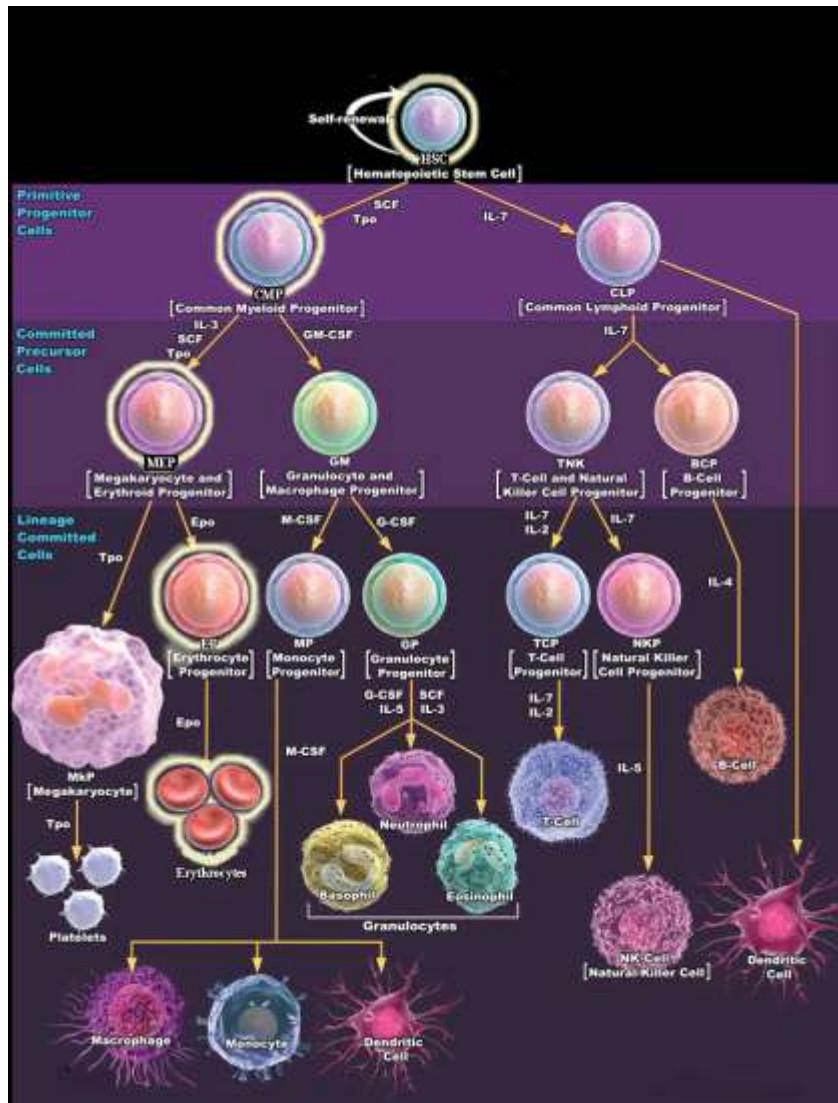 Self-renewal
HSC
[Hematopoietic Stem Cell]
Primitive
Progenitor
Cells
SCF
Tpo
IL-7
CMP
[Common Myeloid Progenitor]
CLP
[Common Lymphoid Progenitor]
Committed
Precursor
Cells
IL-3
SCF
Tpo
GM-CSF
IL-7
MEP
[Megakaryocyte and
Erythroid Progenitor]
GM
[Granulocyte and
Macrophage Progenitor]
TNK
[T-Cell and Natural
Killer Cell Progenitor]
BCP
[B-Cell
Progenitor]
Lineage
Committed
Cells
Tpo
Epo
M-CSF
G-CSF
IL-7
IL-2
IL-7
IL-4
EP
[Erythrocyte
Progenitor]
MP
[Monocyte
Progenitor]
GP
[Granulocyte
Progenitor]
TCP
[T-Cell
Progenitor]
NKP
[Natural Killer
Cell Progenitor]
Epo
M-CSF
G-CSF
IL-5
SCF
IL-3
IL-7
IL-2
IL-5
MkP
[Megakaryocyte]
Tpo
Platelets
Erythrocytes
Neutrophil
Basophil
Eosinophil
Granulocytes
T-Cell
B-Cell
NK-Cell
[Natural Killer Cell]
Dendritic
Cell
Macrophage
Monocyte
Dendritic
Cell